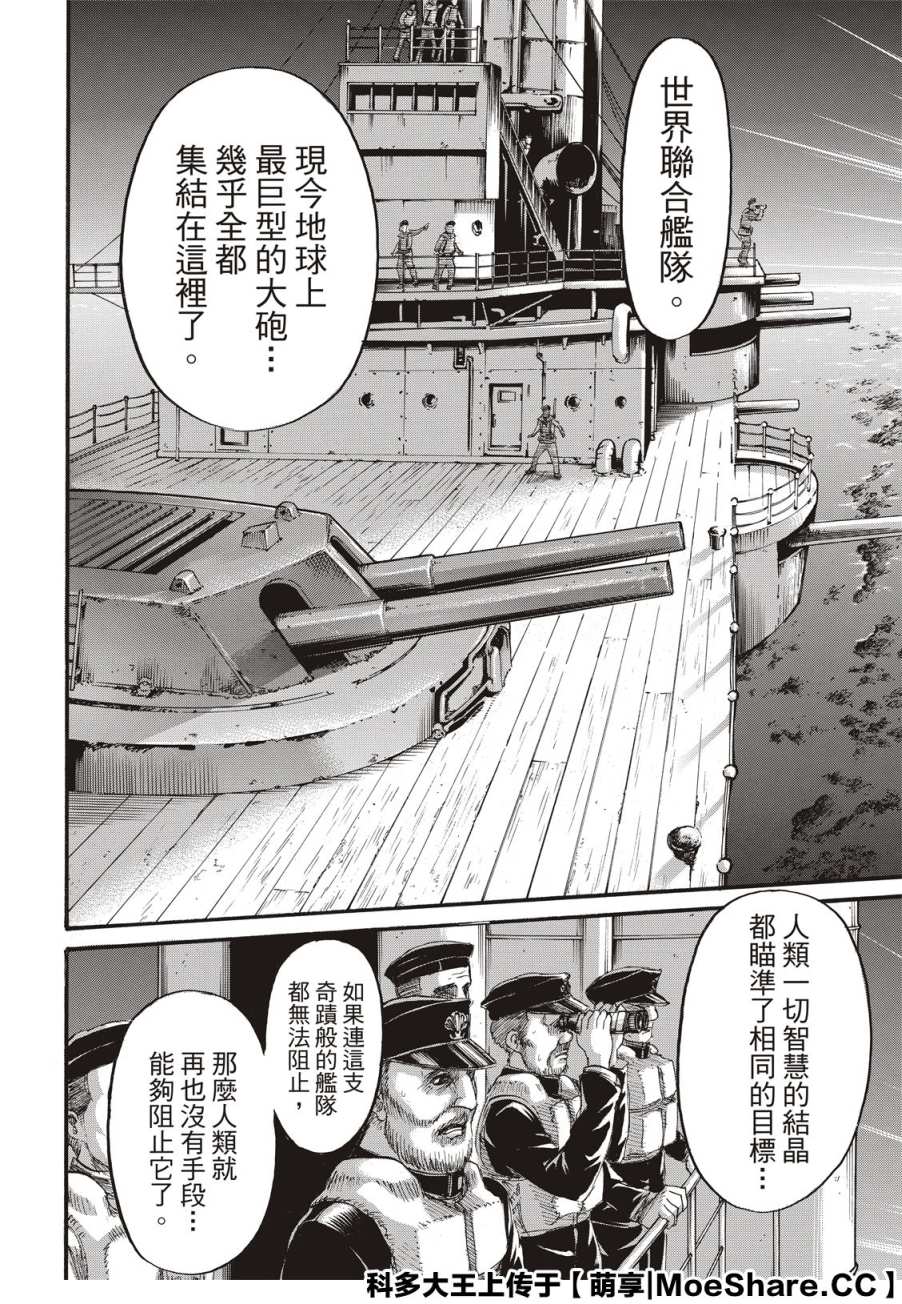 世界聯合艦隊。
現今地球上
最巨型的大砲…
幾乎全都
集結在這裡了。
人類一切智慧的結晶
都瞄準了相同的目標…
如果連這支
奇蹟般的艦隊
都無法阻止，
那麼人類就
再也沒有手段…
能夠阻止它了。
科多大王上传于【萌享|MoeShare.CC】